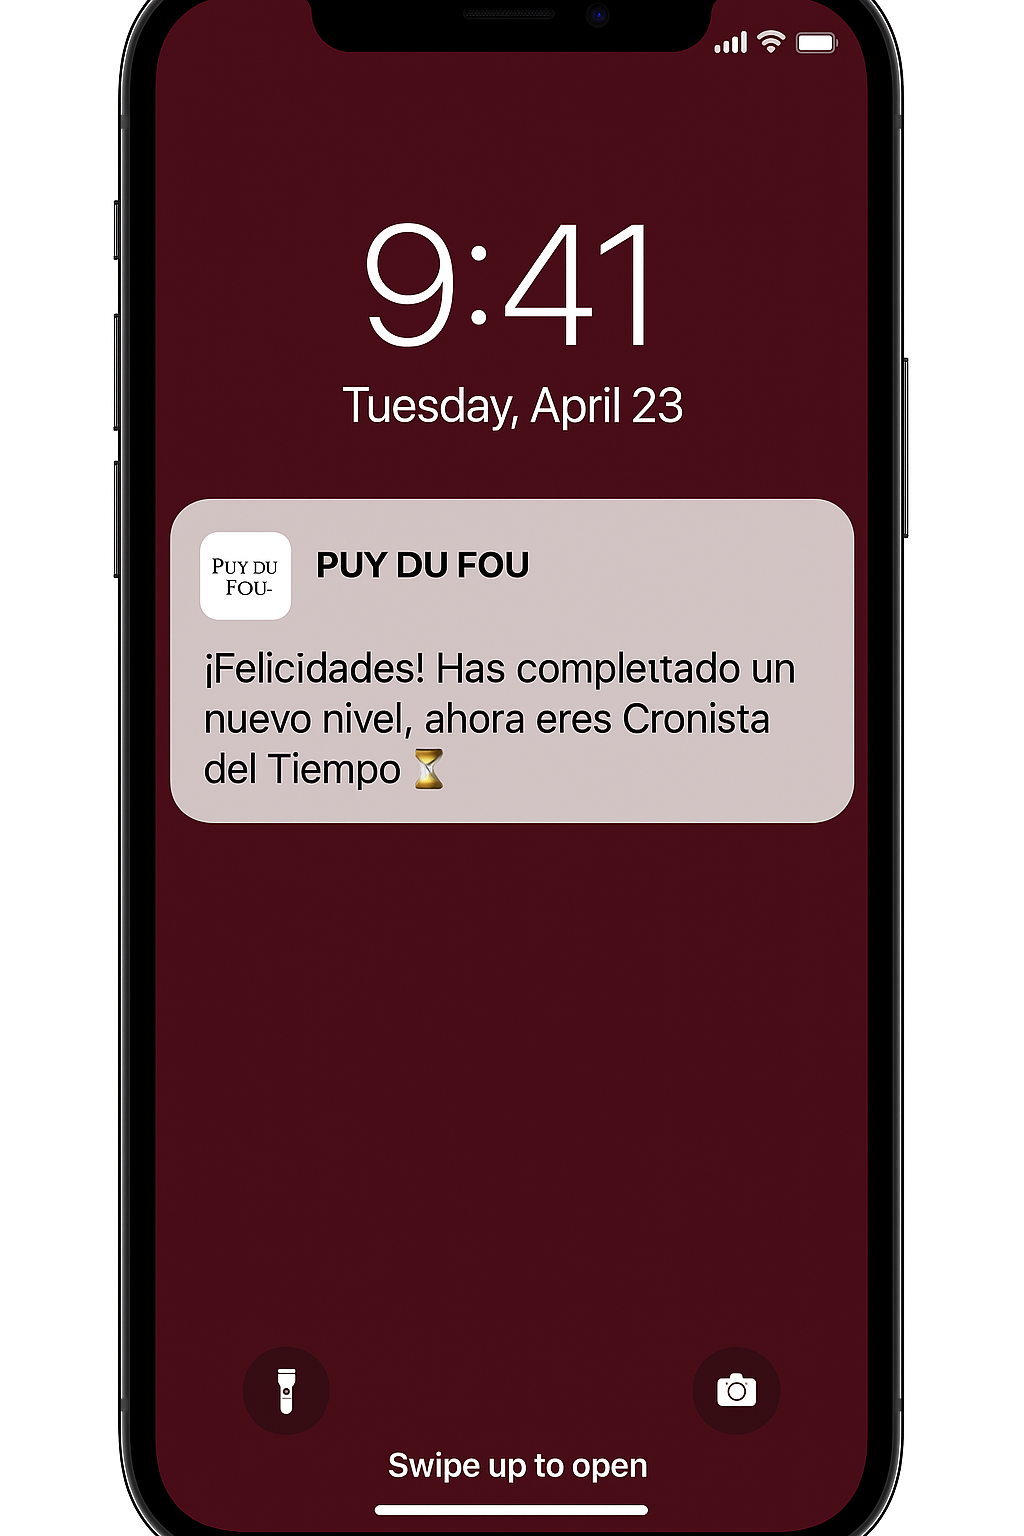 9:41
Tuesday, April 23
PUY DU FOU-
PUY DU FOU
¡Felicidades! Has compleıtado un
nuevo nivel, ahora eres Cronista
del Tiempo ⏳
Swipe up to open